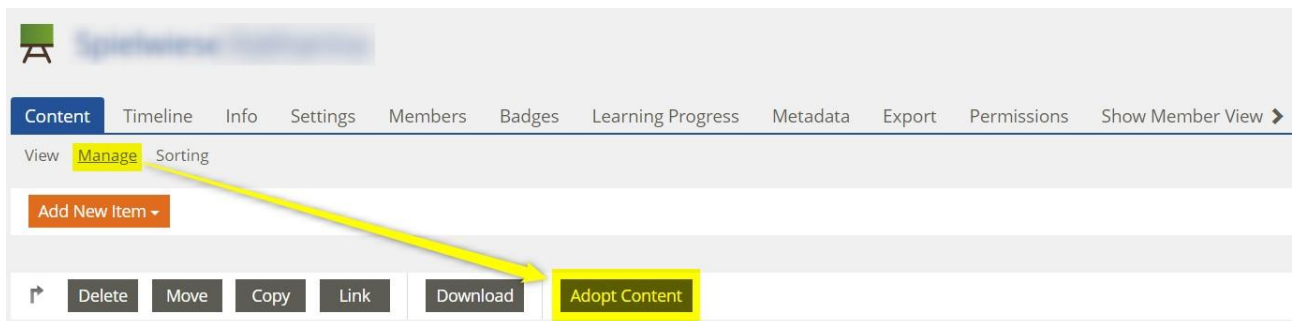 Content Timeline Info Settings Members Badges Learning Progress Metadata Export Permissions Show Member View
View Manage Sorting
Add New Item
Delete Move Copy Link Download Adopt Content